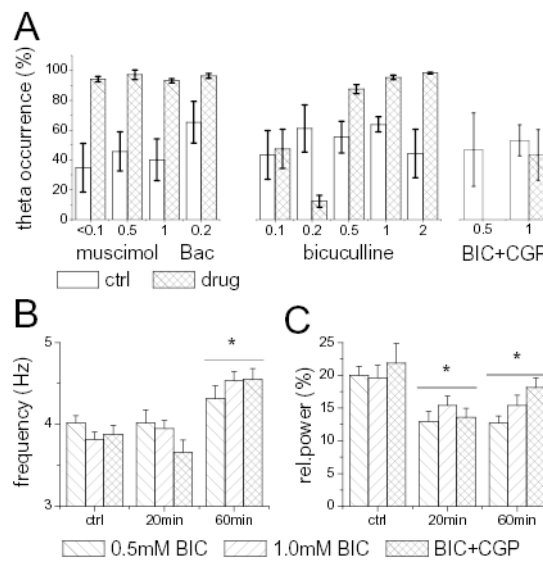 A
theta occurrence (%)
100
80
60
40
20
0
<0.1 0.5 1 0.2
muscimol Bac
0.1 0.2 0.5 1 2
bicuculline
0.5 1
BIC+CGP
ctrl drug
B
frequency (Hz)
5
4
3
*
ctrl 20min 60min
C
rel.power (%)
25
20
15
10
5
0
* *
ctrl 20min 60min
0.5mM BIC 1.0mM BIC BIC+CGP